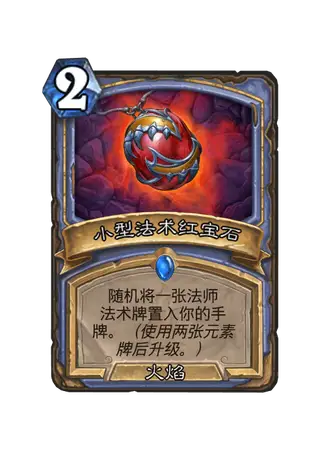 2
小型法术红宝石
随机将一张法师
法术牌置入你的手
牌。（使用两张元素
牌后升级。）
火焰